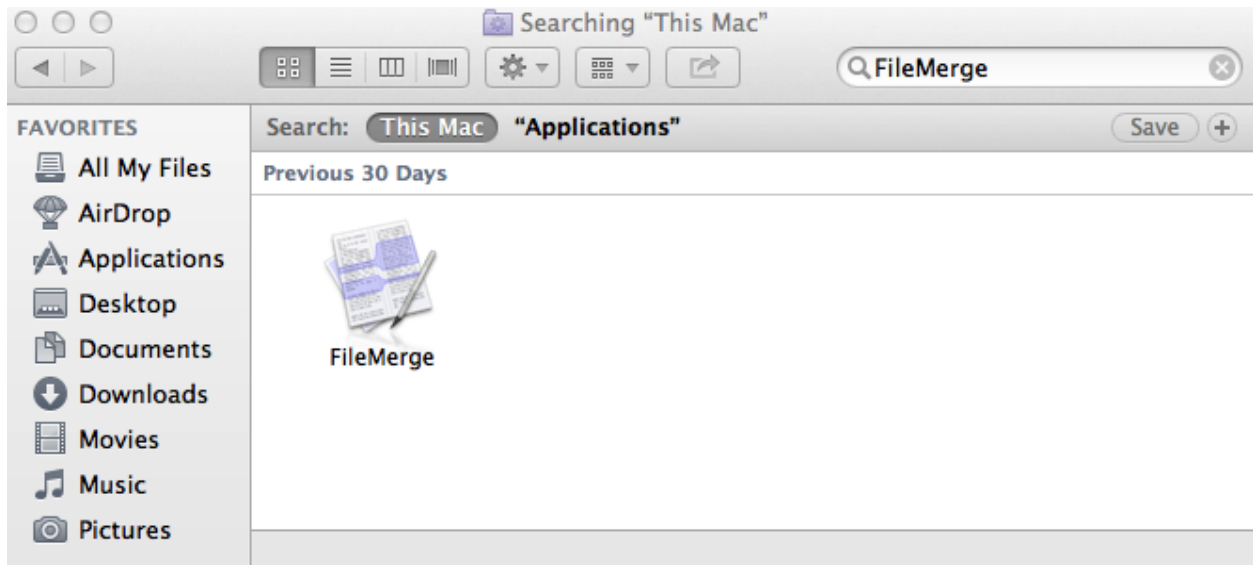 Searching “This Mac”
FileMerge
FAVORITES
All My Files
AirDrop
Applications
Desktop
Documents
Downloads
Movies
Music
Pictures
Search: This Mac “Applications” Save +
Previous 30 Days
FileMerge